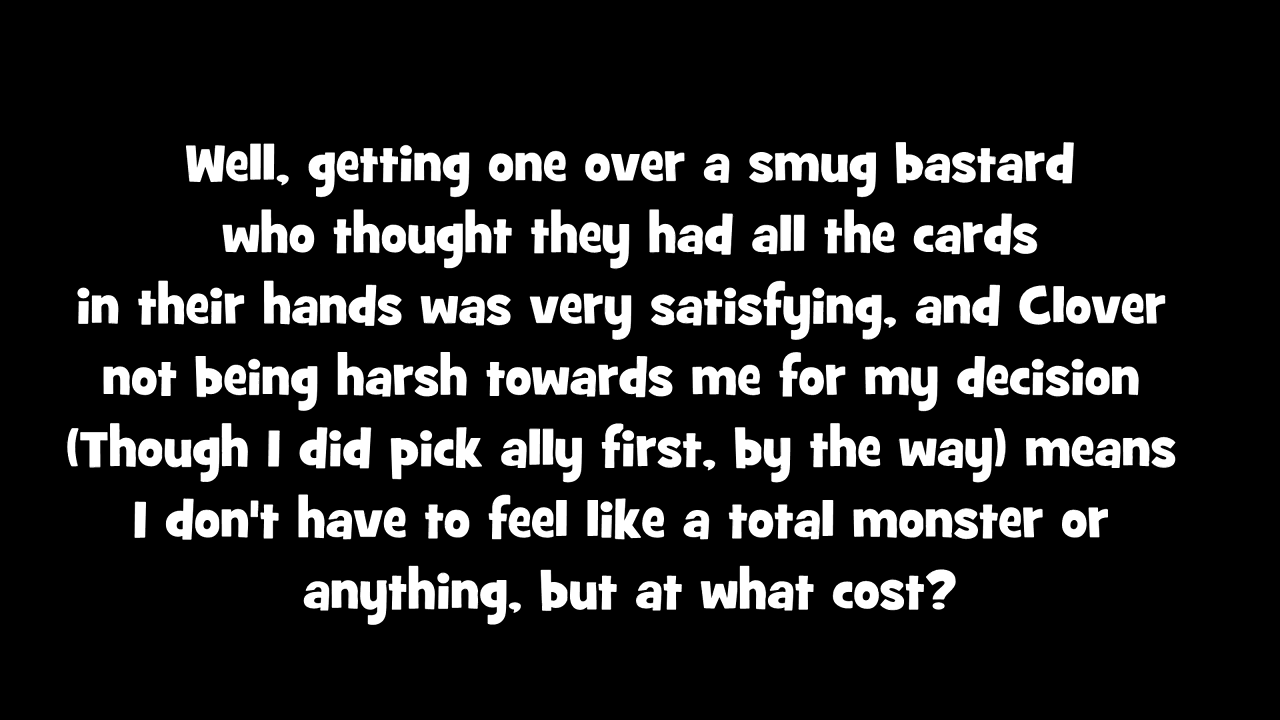 Well, getting one over a smug bastard
who thought they had all the cards
in their hands was very satisfying, and Clover
not being harsh towards me for my decision
(Though I did pick ally first, by the way) means
I don't have to feel like a total monster or
anything, but at what cost?